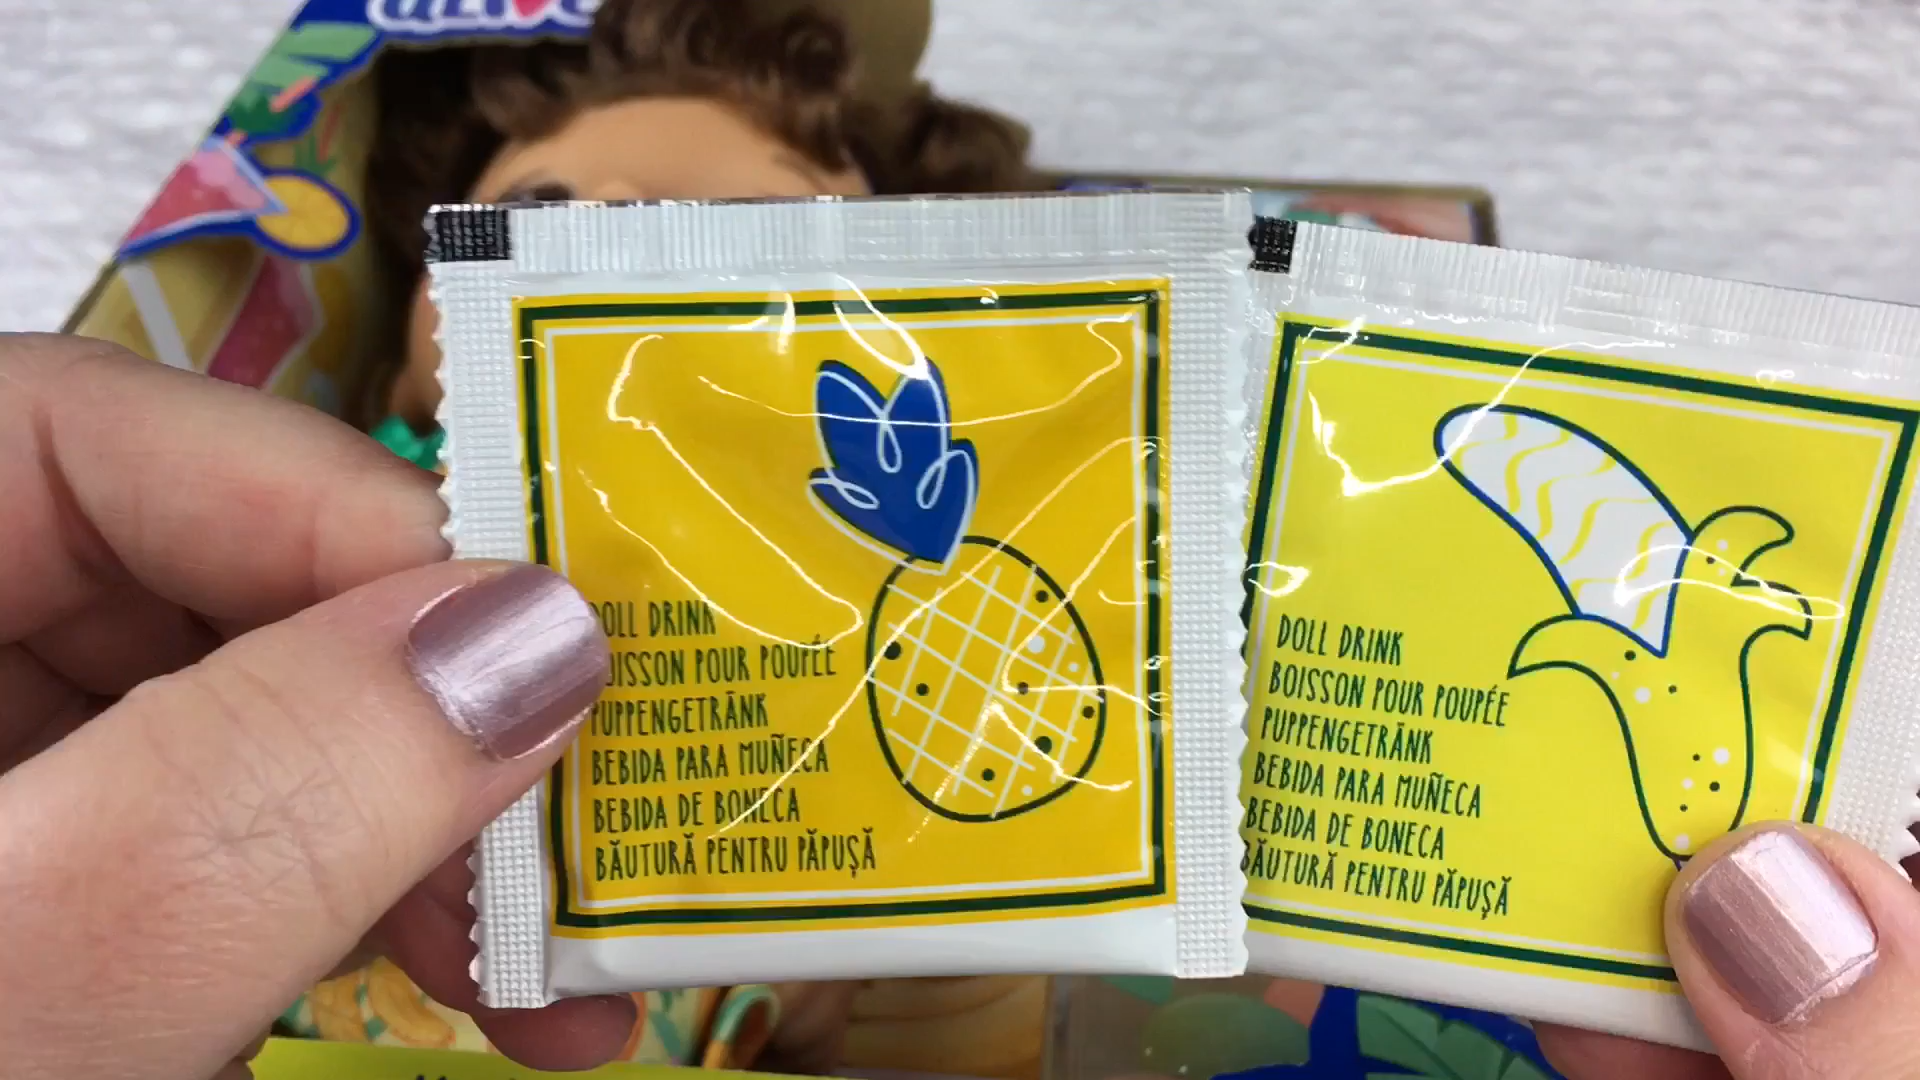 aLive
DOLL DRINK
BOISSON POUR POUPÉE
PUPPENGETRÄNK
BEBIDA PARA MUÑECA
BEBIDA DE BONECA
BĂUTURĂ PENTRU PĂPUȘĂ
DOLL DRINK
BOISSON POUR POUPÉE
PUPPENGETRÄNK
BEBIDA PARA MUÑECA
BEBIDA DE BONECA
BĂUTURĂ PENTRU PĂPUȘĂ